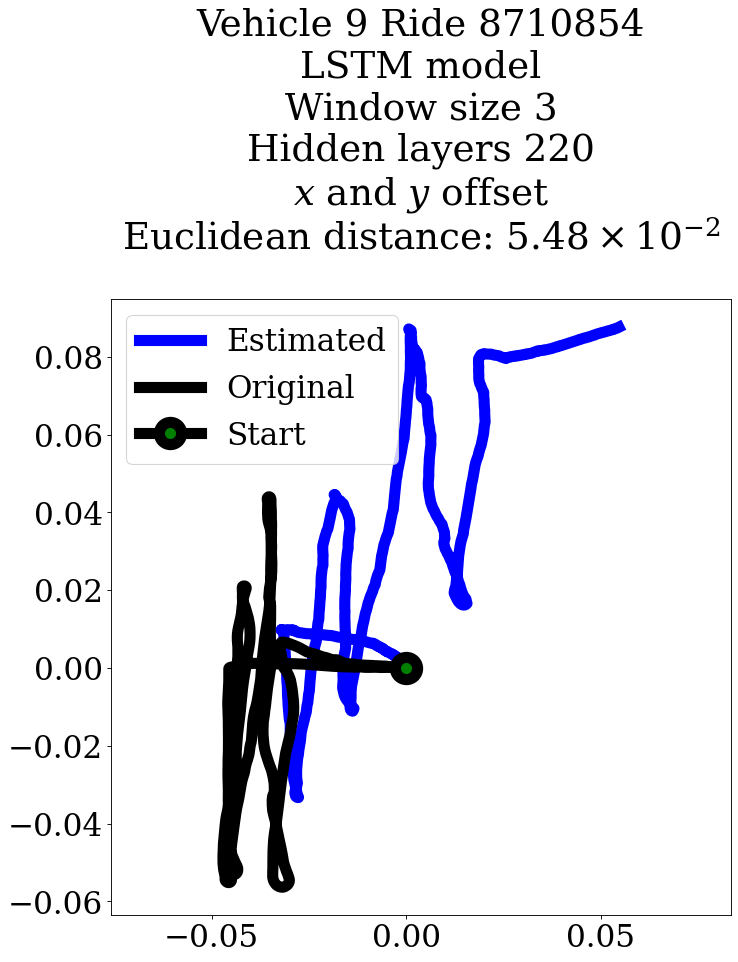 Vehicle 9 Ride 8710854
LSTM model
Window size 3
Hidden layers 220
x and y offset
Euclidean distance: 5.48 × 10⁻²
Estimated
Original
Start
0.08
0.06
0.04
0.02
0.00
−0.02
−0.04
−0.06
−0.05 0.00 0.05